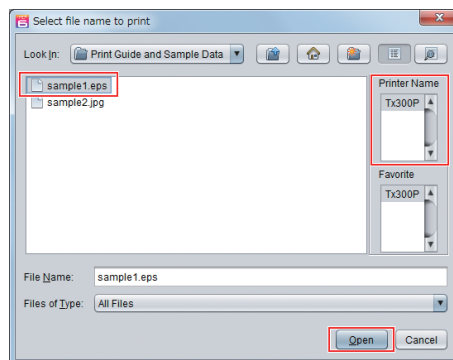 Select file name to print
Look In: Print Guide and Sample Data
sample1.eps
sample2.jpg
Printer Name
Tx300P
Favorite
Tx300P
File Name: sample1.eps
Files of Type: All Files
Open Cancel